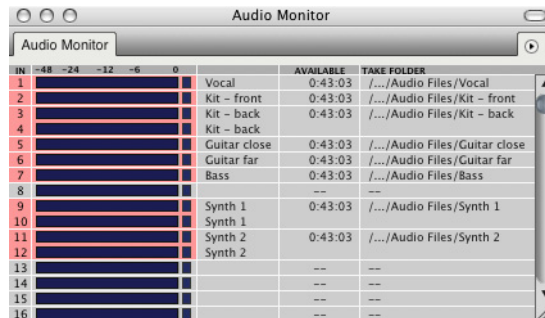 Audio Monitor
Audio Monitor
IN -48 -24 -12 -6 0 AVAILABLE TAKE FOLDER
1 Vocal 0:43:03 /.../Audio Files/Vocal
2 Kit - front 0:43:03 /.../Audio Files/Kit - front
3 Kit - back 0:43:03 /.../Audio Files/Kit - back
4 Kit - back
5 Guitar close 0:43:03 /.../Audio Files/Guitar close
6 Guitar far 0:43:03 /.../Audio Files/Guitar far
7 Bass 0:43:03 /.../Audio Files/Bass
8 -- --
9 Synth 1 0:43:03 /.../Audio Files/Synth 1
10 Synth 1
11 Synth 2 0:43:03 /.../Audio Files/Synth 2
12 Synth 2
13 -- --
14 -- --
15 -- --
16 -- --